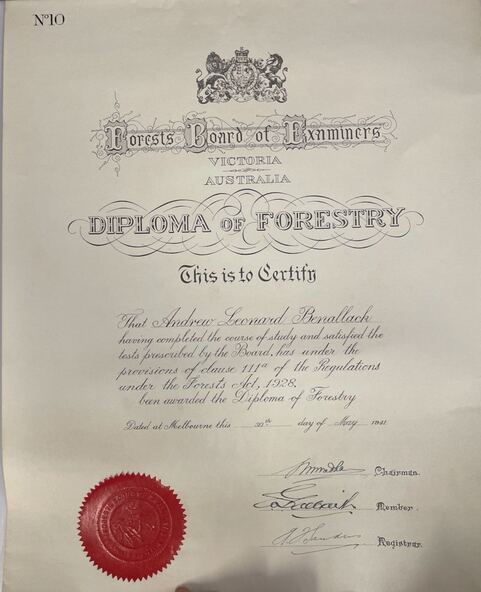 No 10
Forests Board of Examiners
VICTORIA
AUSTRALIA
DIPLOMA OF FORESTRY
This is to Certify
That Andrew Leonard Benallack
having completed the course of study and satisfied the
tests prescribed by the Board, has under the
provisions of clause 111a of the Regulations
under the Forests Act, 1928,
been awarded the Diploma of Forestry
Dated at Melbourne this 30th day of May 1941
Chairman.
Member.
Registrar.